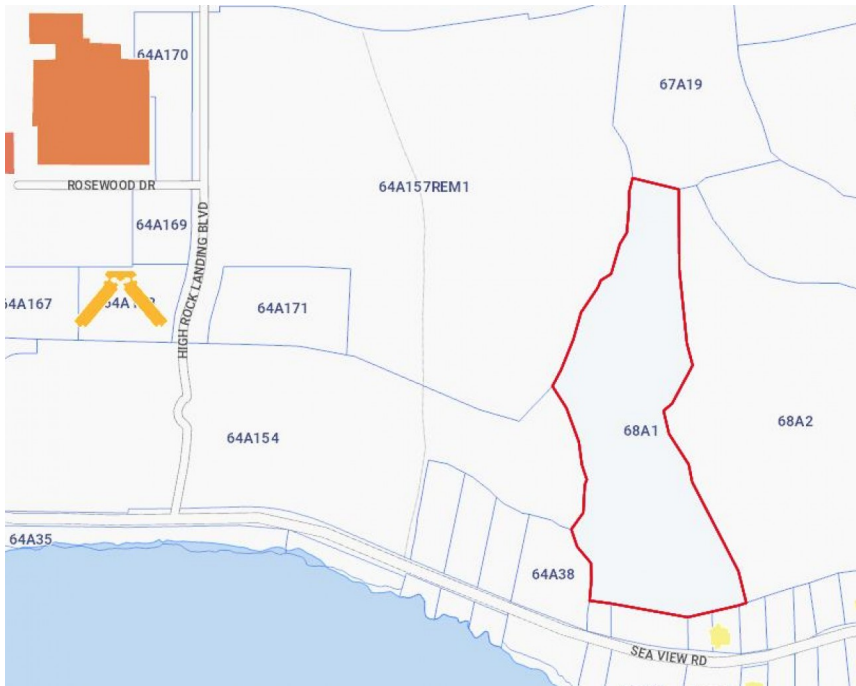 64A170
67A19
ROSEWOOD DR
64A157REM1
64A169
HIGH ROCK LANDING BLVD
64A167
64A171
68A1
68A2
64A154
64A35
64A38
SEA VIEW RD